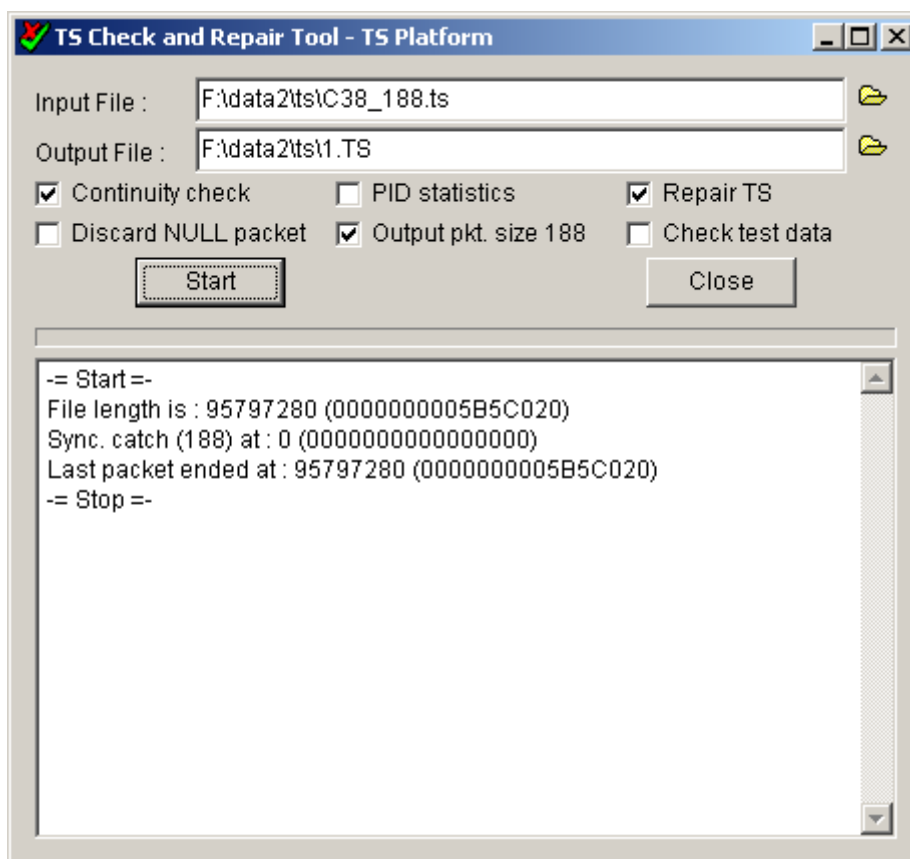 TS Check and Repair Tool - TS Platform
Input File : F:\data2\ts\C38_188.ts
Output File : F:\data2\ts\1.TS
Continuity check PID statistics Repair TS
Discard NULL packet Output pkt. size 188 Check test data
Start Close
-= Start =-
File length is : 95797280 (0000000005B5C020)
Sync. catch (188) at : 0 (0000000000000000)
Last packet ended at : 95797280 (0000000005B5C020)
-= Stop =-